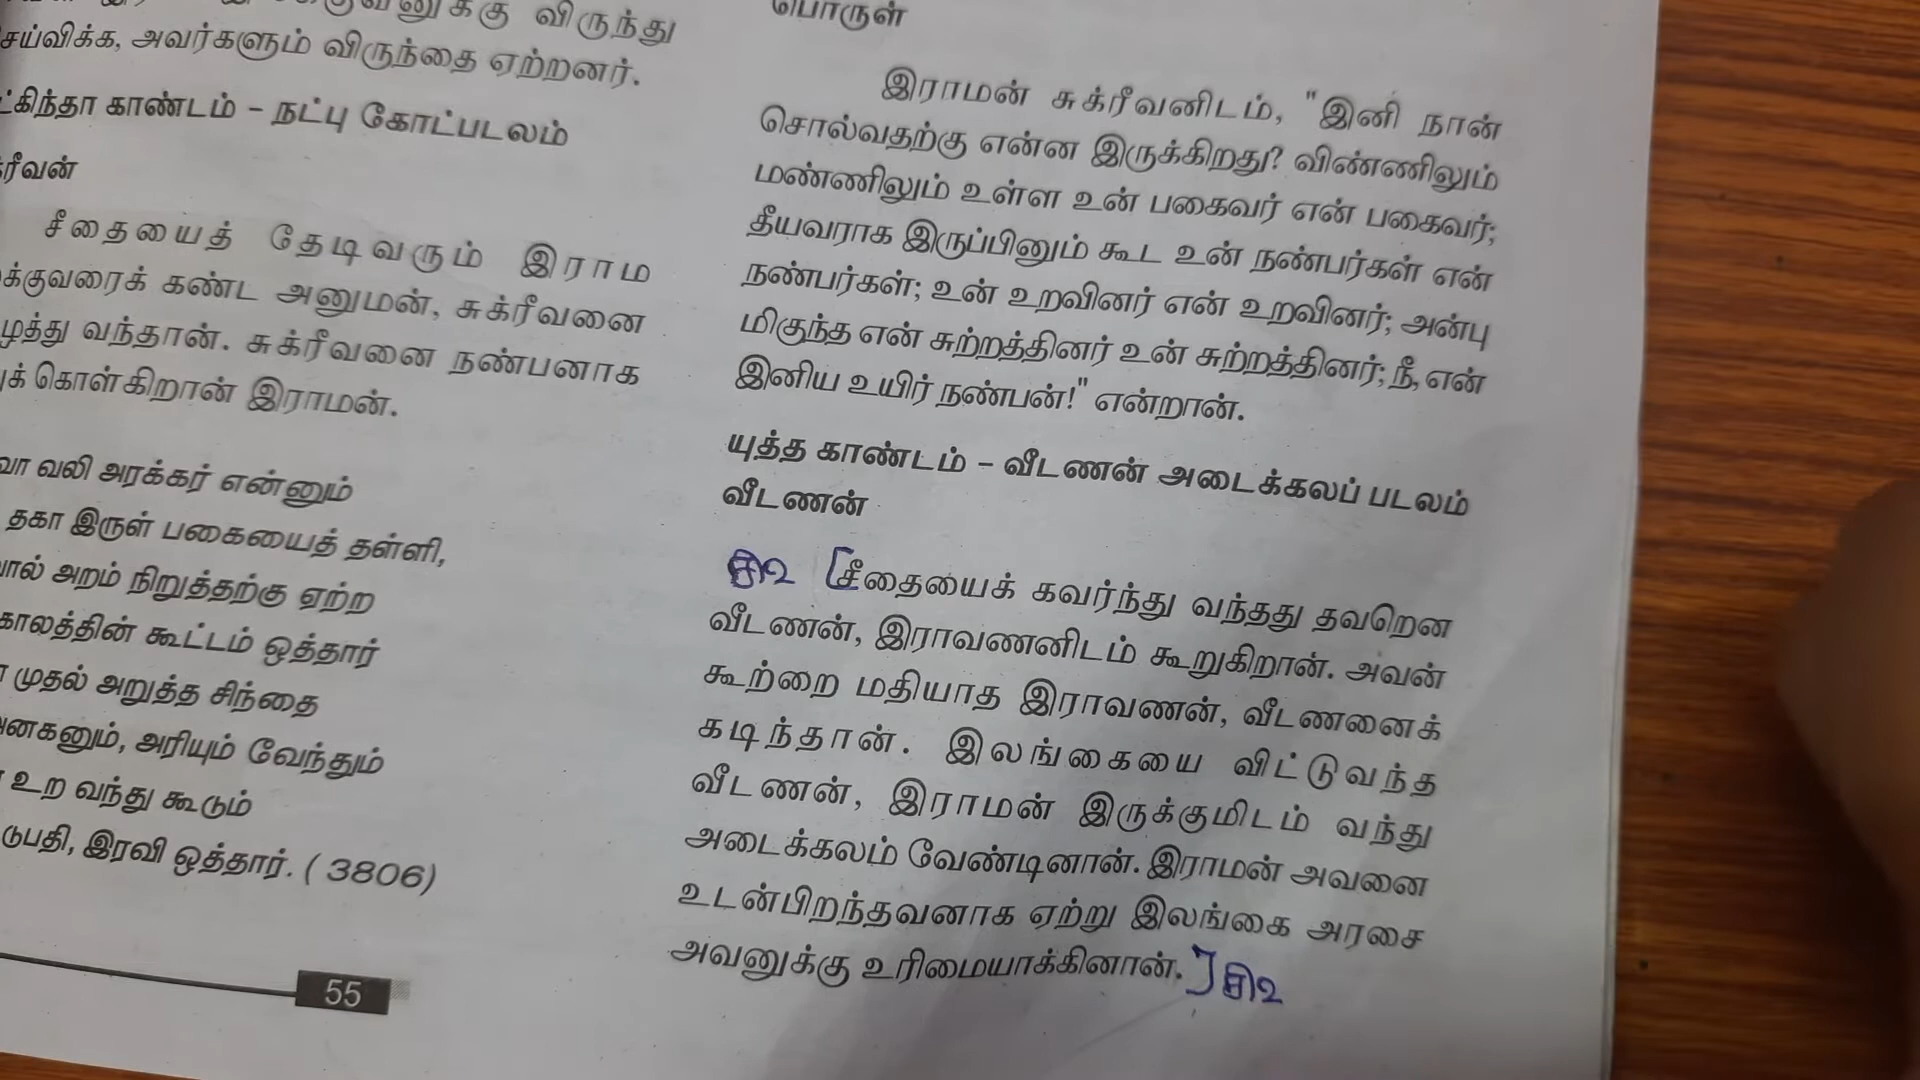 விருந்து
அவர்களும் விருந்தை ஏற்றனர்.
காண்டம் – நட்பு கோட்படலம்
சீதையைத் தேடிவரும் இராம
கண்ட அனுமன், சுக்ரீவனை
வந்தான். சுக்ரீவனை நண்பனாக
கொள்கிறான் இராமன்.
வலி அரக்கர் என்னும்
தகா இருள் பகையைத் தள்ளி,
அறம் நிறுத்தற்கு ஏற்ற
காலத்தின் கூட்டம் ஒத்தார்
முதல் அறுத்த சிந்தை
அரியும் வேந்தும்
உற வந்து கூடும்
இரவி ஒத்தார். ( 3806)
55
பொருள்
இராமன் சுக்ரீவனிடம், "இனி நான்
சொல்வதற்கு என்ன இருக்கிறது? விண்ணிலும்
மண்ணிலும் உள்ள உன் பகைவர் என் பகைவர்;
தீயவராக இருப்பினும் கூட உன் நண்பர்கள் என்
நண்பர்கள்; உன் உறவினர் என் உறவினர்; அன்பு
மிகுந்த என் சுற்றத்தினர் உன் சுற்றத்தினர்; நீ, என்
இனிய உயிர் நண்பன்!" என்றான்.
யுத்த காண்டம் – வீடணன் அடைக்கலப் படலம்
வீடணன்
[சீதையைக் கவர்ந்து வந்தது தவறென
வீடணன், இராவணனிடம் கூறுகிறான். அவன்
கூற்றை மதியாத இராவணன், வீடணனைக்
கடிந்தான். இலங்கையை விட்டுவந்த
வீடணன், இராமன் இருக்குமிடம் வந்து
அடைக்கலம் வேண்டினான். இராமன் அவனை
உடன்பிறந்தவனாக ஏற்று இலங்கை அரசை
அவனுக்கு உரிமையாக்கினான்.]